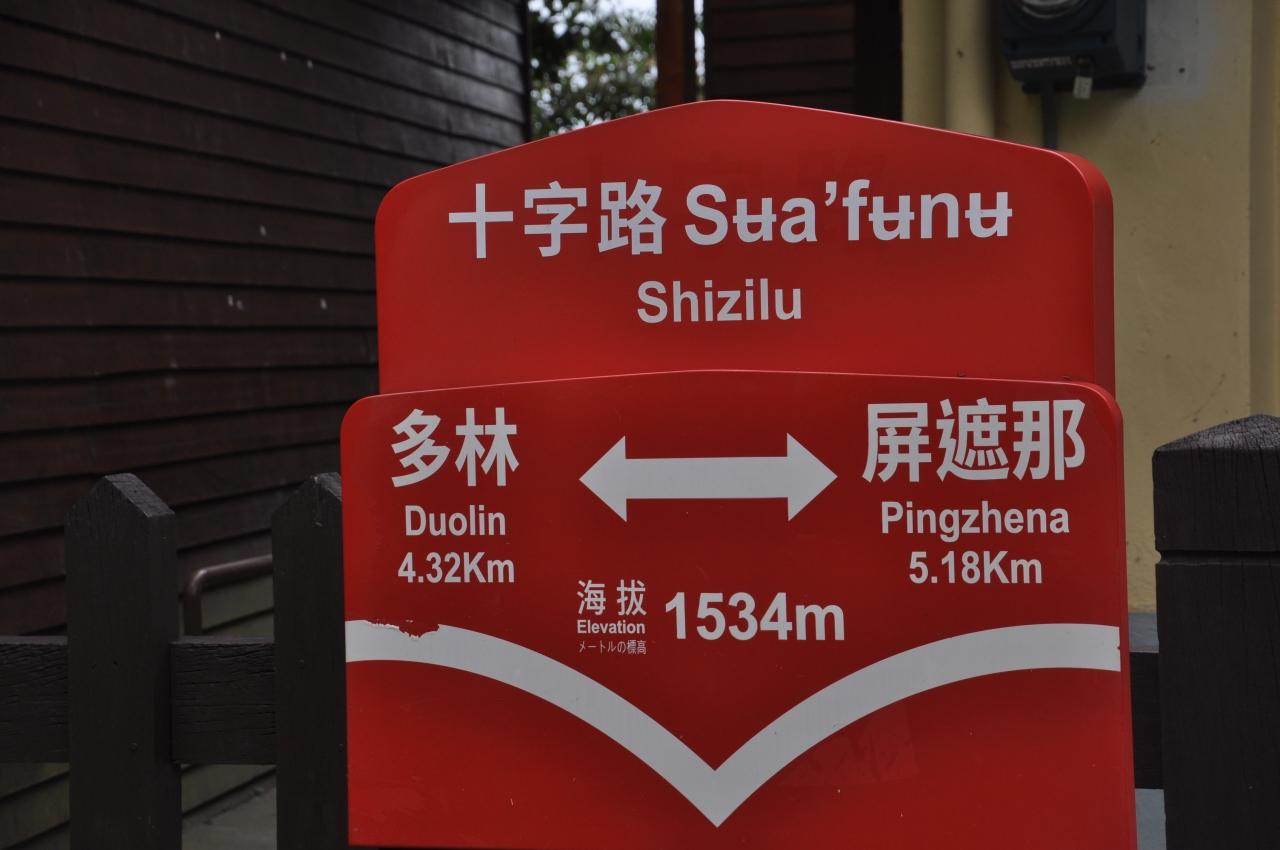 十字路 Sʉa’fʉnʉ
Shizilu
多林
Duolin
4.32Km
屏遮那
Pingzhena
5.18Km
海拔
Elevation
メートルの標高
1534m